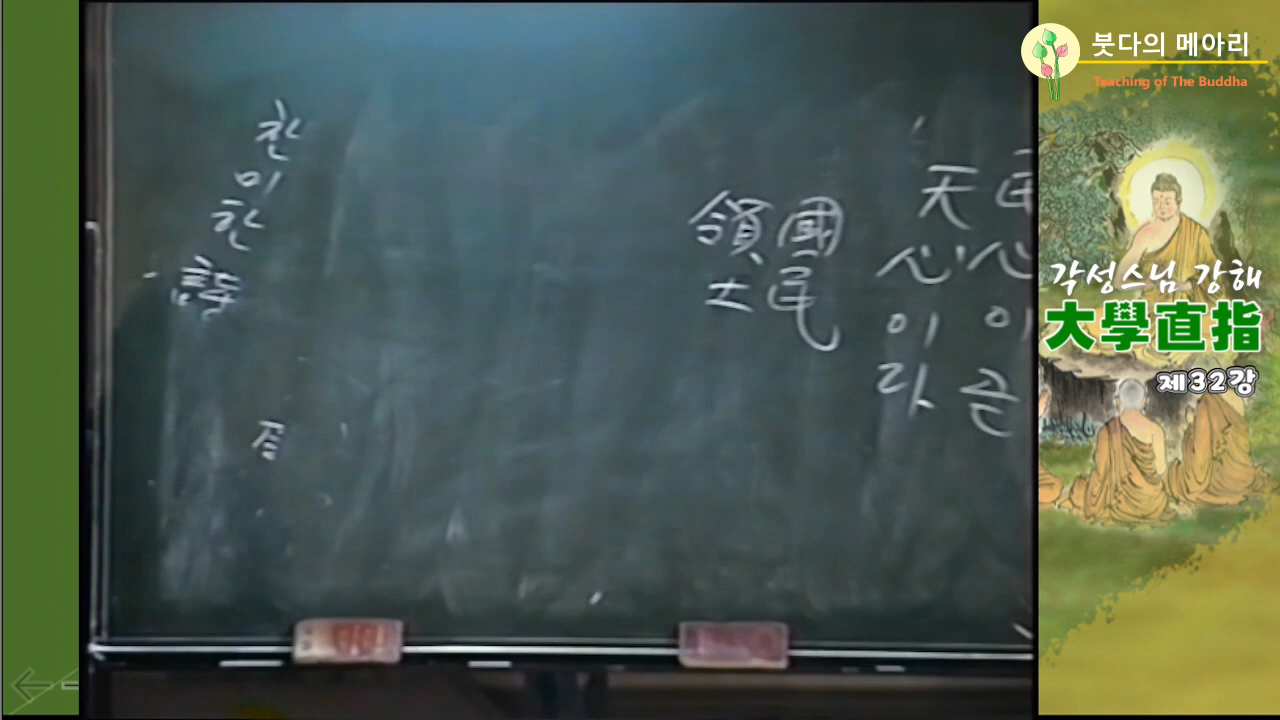 붓다의 메아리
Teaching of The Buddha
각성스님 강해
大學直指
제32강
民心이 곧
天心이라
國民
領土
찬미한
詩